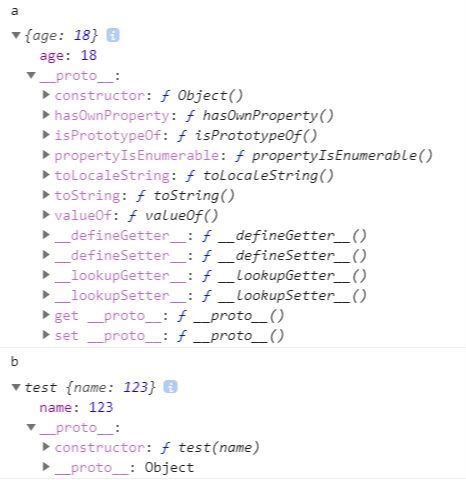 a
{age: 18} i
age: 18
__proto__:
constructor: ƒ Object()
hasOwnProperty: ƒ hasOwnProperty()
isPrototypeOf: ƒ isPrototypeOf()
propertyIsEnumerable: ƒ propertyIsEnumerable()
toLocaleString: ƒ toLocaleString()
toString: ƒ toString()
valueOf: ƒ valueOf()
__defineGetter__: ƒ __defineGetter__()
__defineSetter__: ƒ __defineSetter__()
__lookupGetter__: ƒ __lookupGetter__()
__lookupSetter__: ƒ __lookupSetter__()
get __proto__: ƒ __proto__()
set __proto__: ƒ __proto__()
b
test {name: 123} i
name: 123
__proto__:
constructor: ƒ test(name)
__proto__: Object